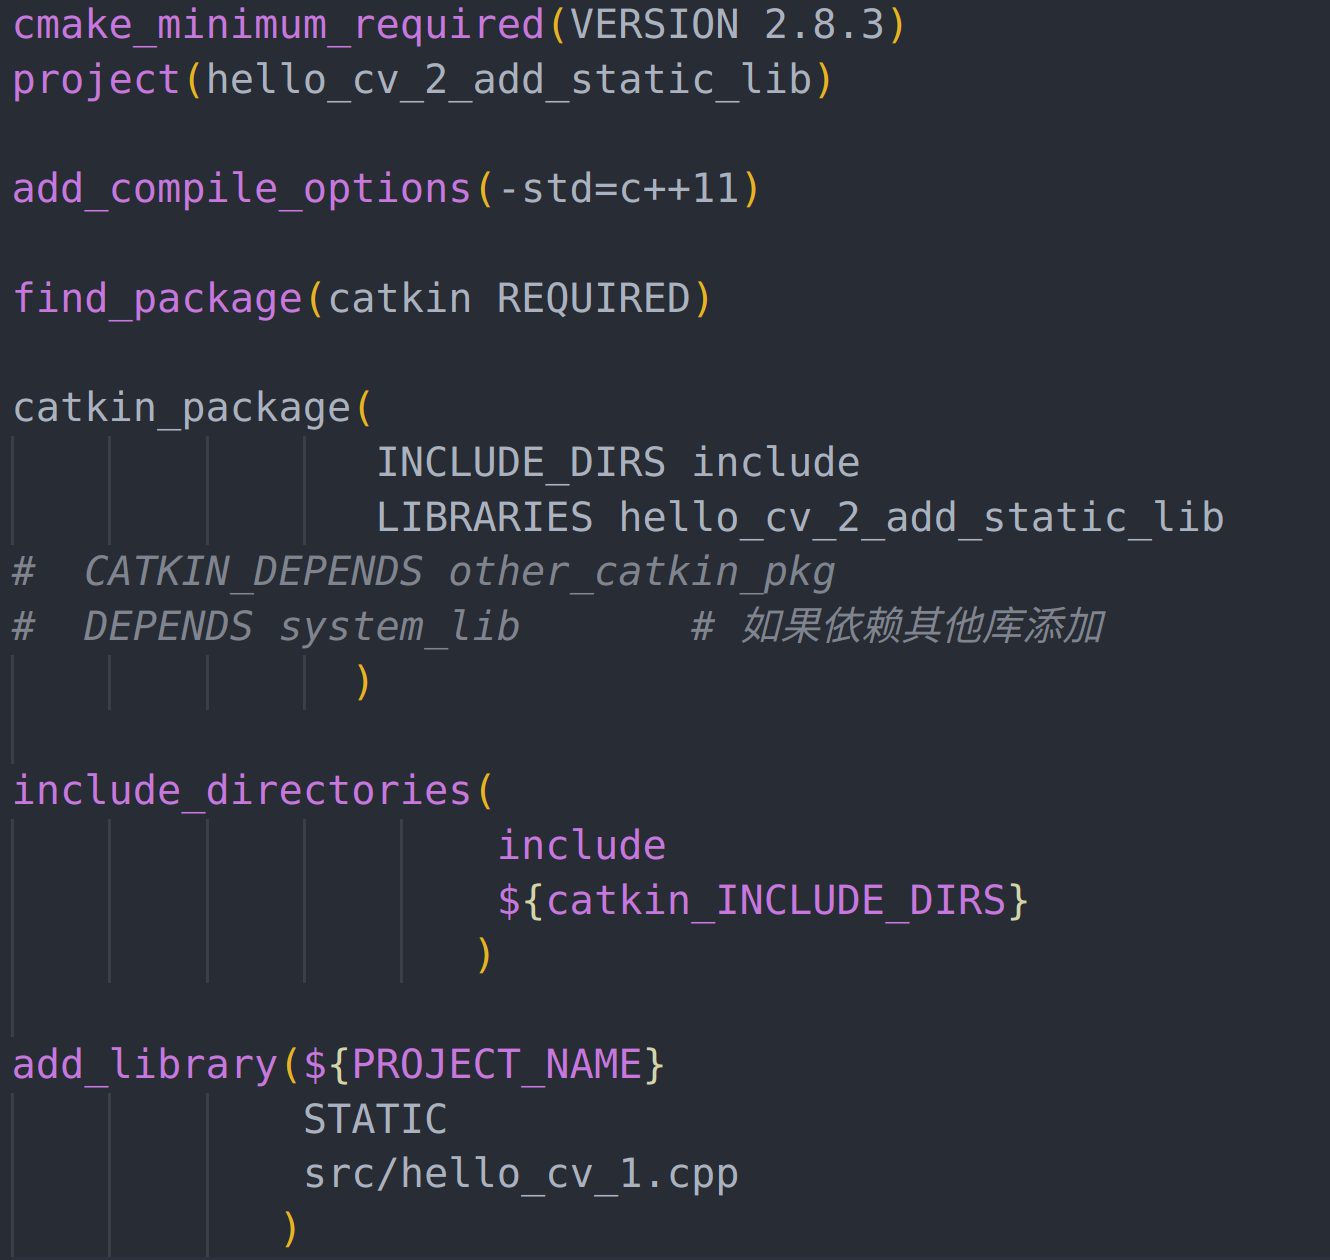 cmake_minimum_required(VERSION 2.8.3)
project(hello_cv_2_add_static_lib)
add_compile_options(-std=c++11)
find_package(catkin REQUIRED)
catkin_package(
INCLUDE_DIRS include
LIBRARIES hello_cv_2_add_static_lib
#  CATKIN_DEPENDS other_catkin_pkg
#  DEPENDS system_lib       # 如果依赖其他库添加
)
include_directories(
include
${catkin_INCLUDE_DIRS}
)
add_library(${PROJECT_NAME}
STATIC
src/hello_cv_1.cpp
)